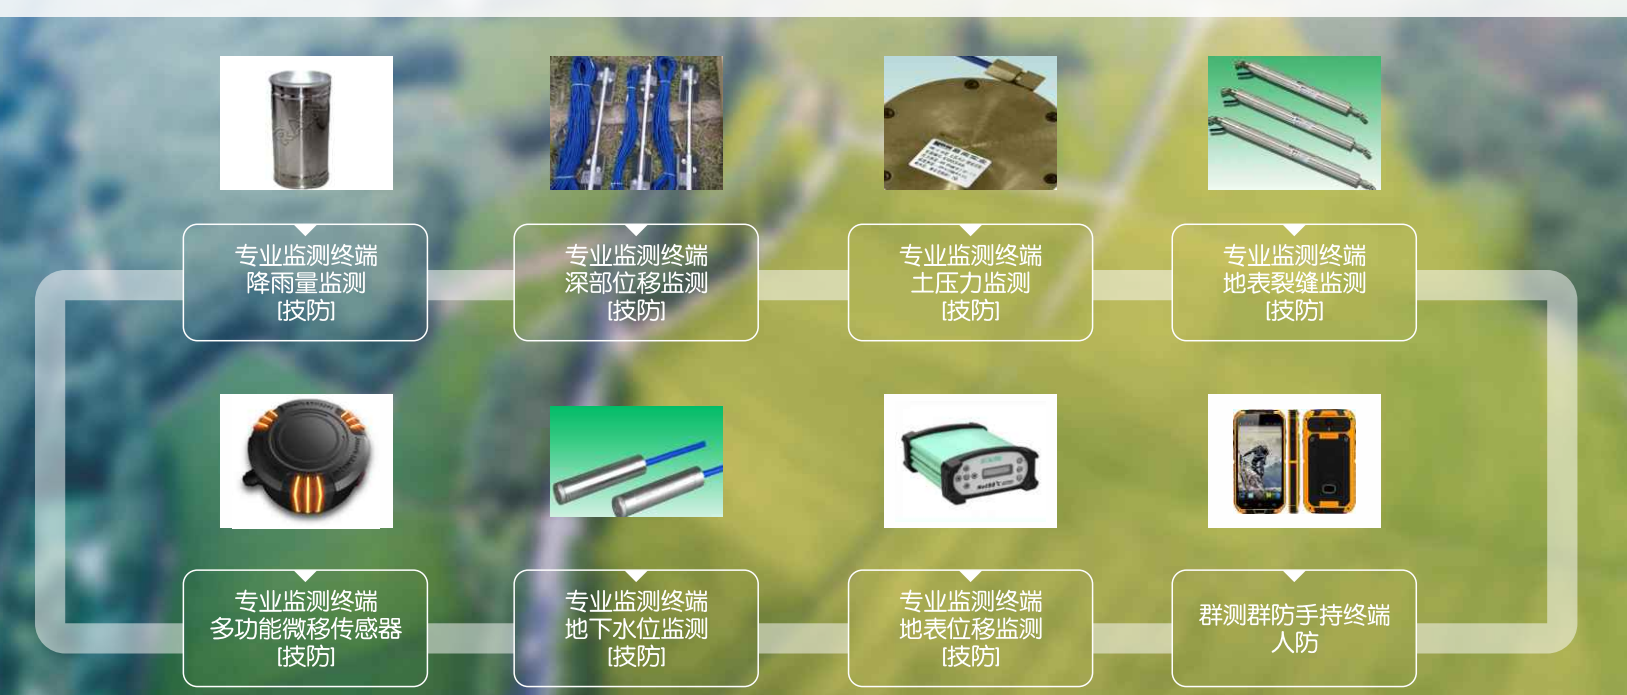 专业监测终端
降雨量监测
[技防]
专业监测终端
深部位移监测
[技防]
专业监测终端
土压力监测
[技防]
专业监测终端
地表裂缝监测
[技防]
专业监测终端
多功能微移传感器
[技防]
专业监测终端
地下水位监测
[技防]
专业监测终端
地表位移监测
[技防]
群测群防手持终端
人防